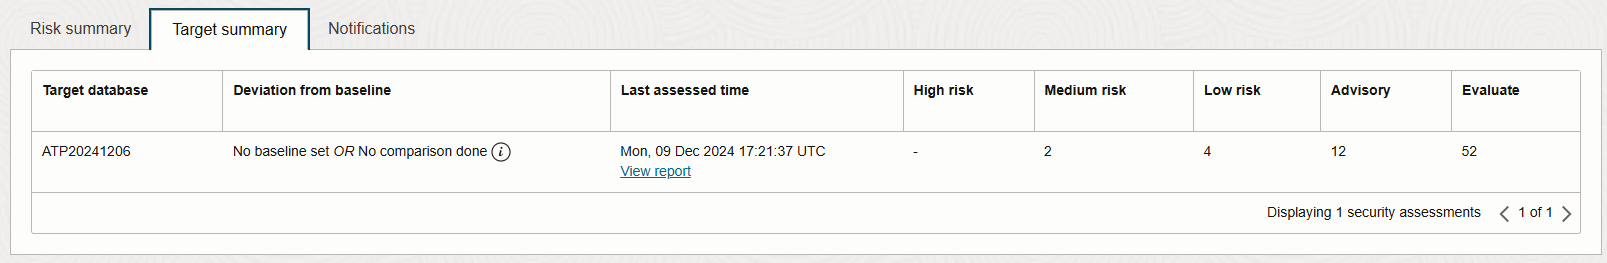 Risk summary Target summary Notifications
Target database Deviation from baseline Last assessed time High risk Medium risk Low risk Advisory Evaluate
ATP20241206 No baseline set OR No comparison done Mon, 09 Dec 2024 17:21:37 UTC - 2 4 12 52
View report
Displaying 1 security assessments 1 of 1